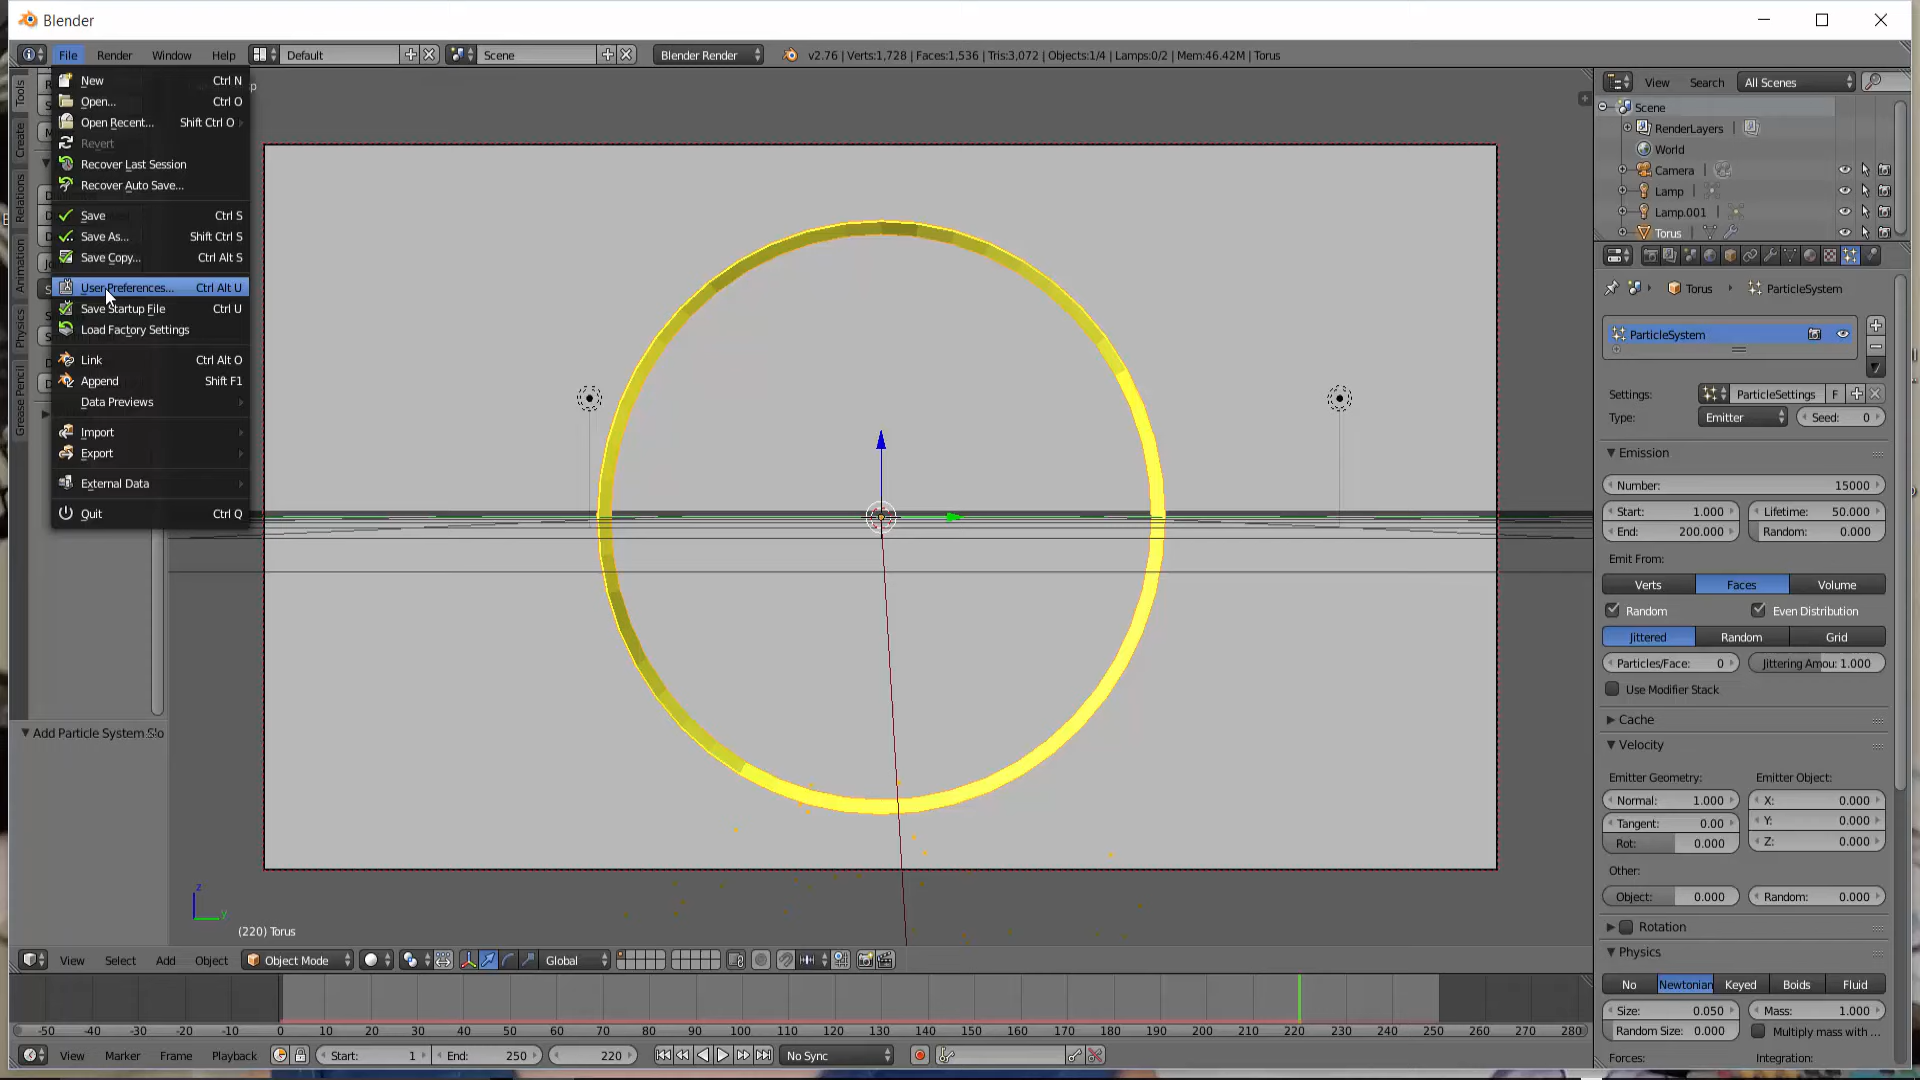 Blender
File Render Window Help Default Scene Blender Render v2.76 | Verts:1,728 | Faces:1,536 | Tris:3,072 | Objects:1/4 | Lamps:0/2 | Mem:46.42M | Torus
New Ctrl N
Open... Ctrl O
Open Recent... Shift Ctrl O
Revert
Recover Last Session
Recover Auto Save...
Save Ctrl S
Save As... Shift Ctrl S
Save Copy... Ctrl Alt S
User Preferences... Ctrl Alt U
Save Startup File Ctrl U
Load Factory Settings
Link Ctrl Alt O
Append Shift F1
Data Previews
Import
Export
External Data
Quit Ctrl Q
Tools
Create
Relations
Animation
Physics
Grease Pencil
Add Particle System Slo
z
y
(220) Torus
View Select Add Object Object Mode Global
-50 -40 -30 -20 -10 0 10 20 30 40 50 60 70 80 90 100 110 120 130 140 150 160 170 180 190 200 210 220 230 240 250 260 270 280
View Marker Frame Playback Start: 1 End: 250 220 No Sync
View Search All Scenes
Scene
RenderLayers
World
Camera
Lamp
Lamp.001
Torus
Torus ParticleSystem
ParticleSystem
Settings: ParticleSettings F
Type: Emitter Seed: 0
Emission
Number: 15000
Start: 1.000 Lifetime: 50.000
End: 200.000 Random: 0.000
Emit From:
Verts Faces Volume
Random Even Distribution
Jittered Random Grid
Particles/Face: 0 Jittering Amou: 1.000
Use Modifier Stack
Cache
Velocity
Emitter Geometry: Emitter Object:
Normal: 1.000 X: 0.000
Tangent: 0.00 Y: 0.000
Rot: 0.000 Z: 0.000
Other:
Object: 0.000 Random: 0.000
Rotation
Physics
No Newtonian Keyed Boids Fluid
Size: 0.050 Mass: 1.000
Random Size: 0.000 Multiply mass with ...
Forces: Integration: